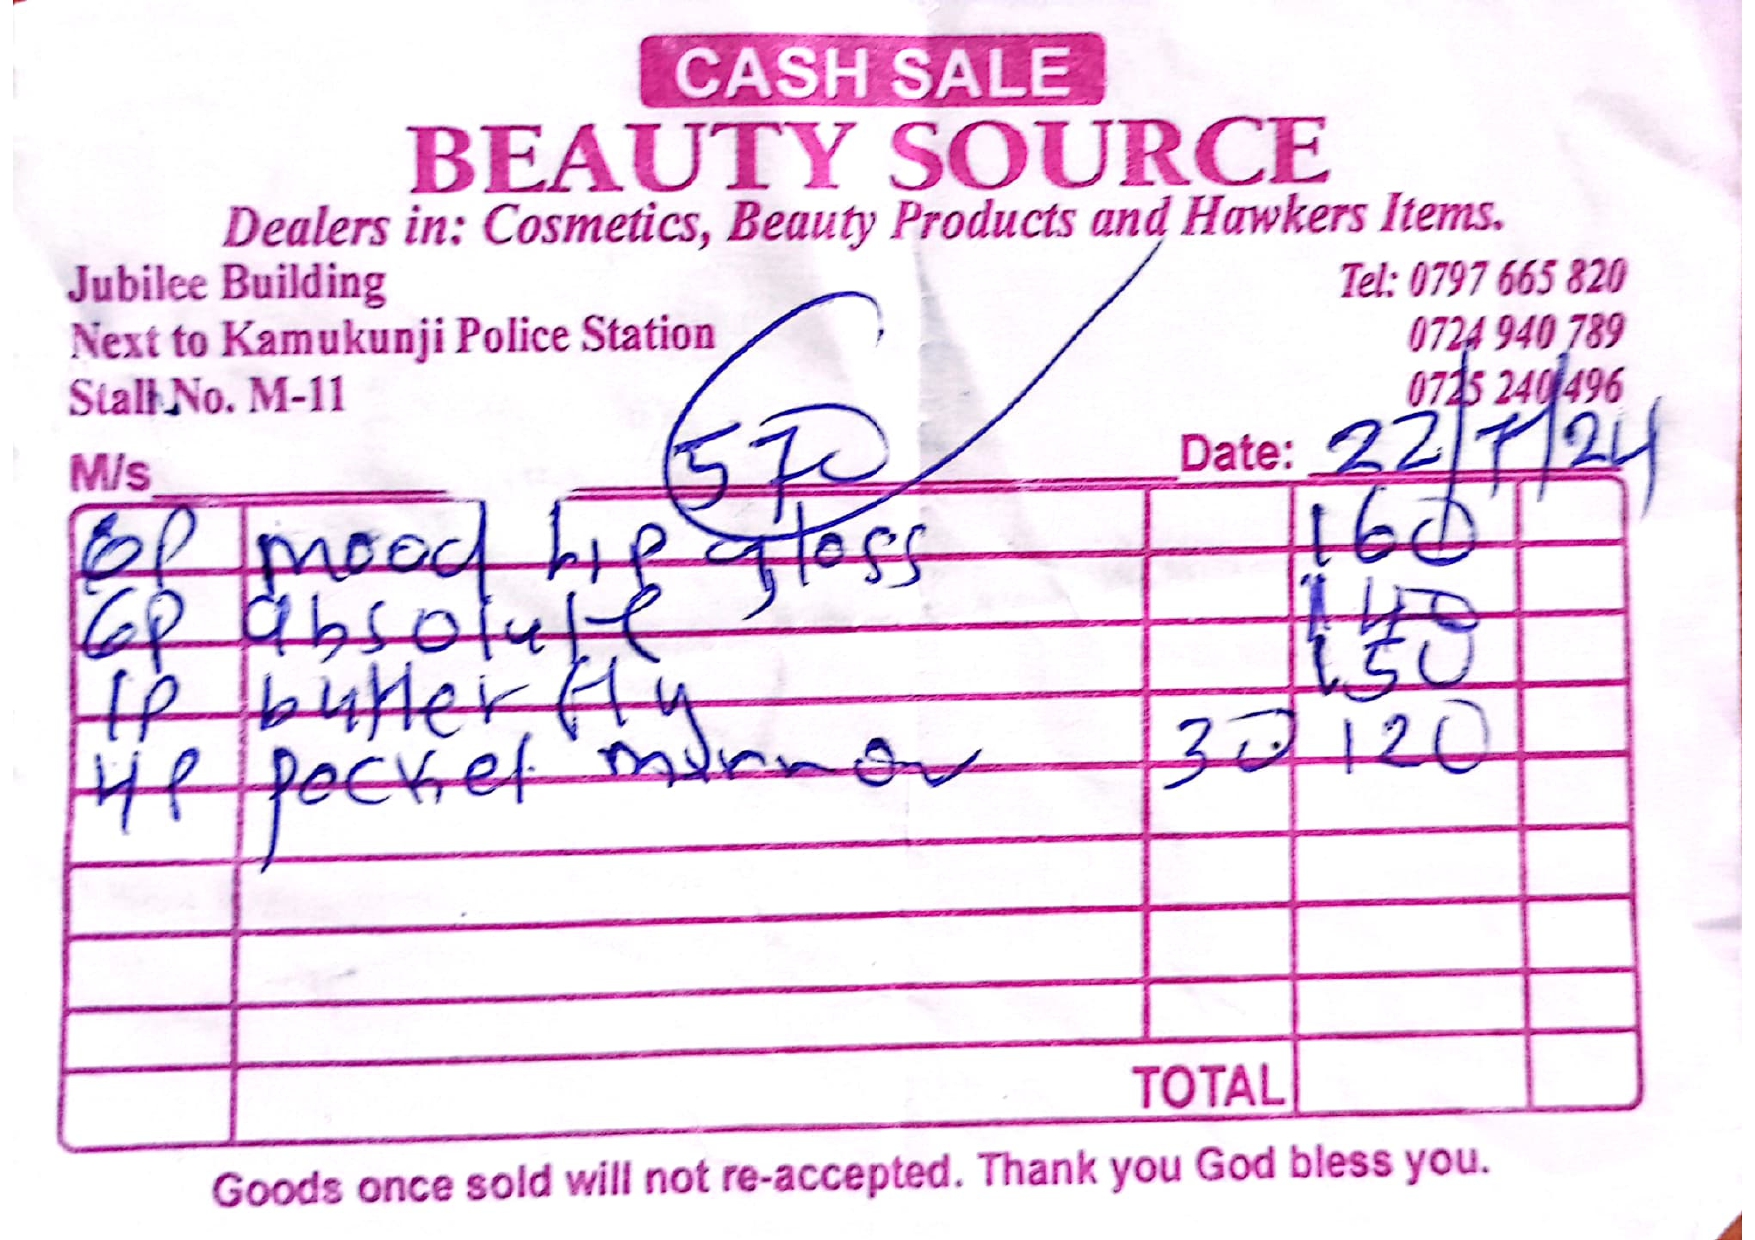 CASH SALE
BEAUTY SOURCE
Dealers in: Cosmetics, Beauty Products and Hawkers Items.
Jubilee Building
Next to Kamukunji Police Station
Stall No. M-11
Tel: 0797 665 820
0724 940 789
0725 240 496
570
M/s
Date: 22/7/24
6P mood Lip gloss 160
6P absolute 140
1P butterfly 150
4P pocket mirror 30 120
TOTAL
Goods once sold will not re-accepted. Thank you God bless you.